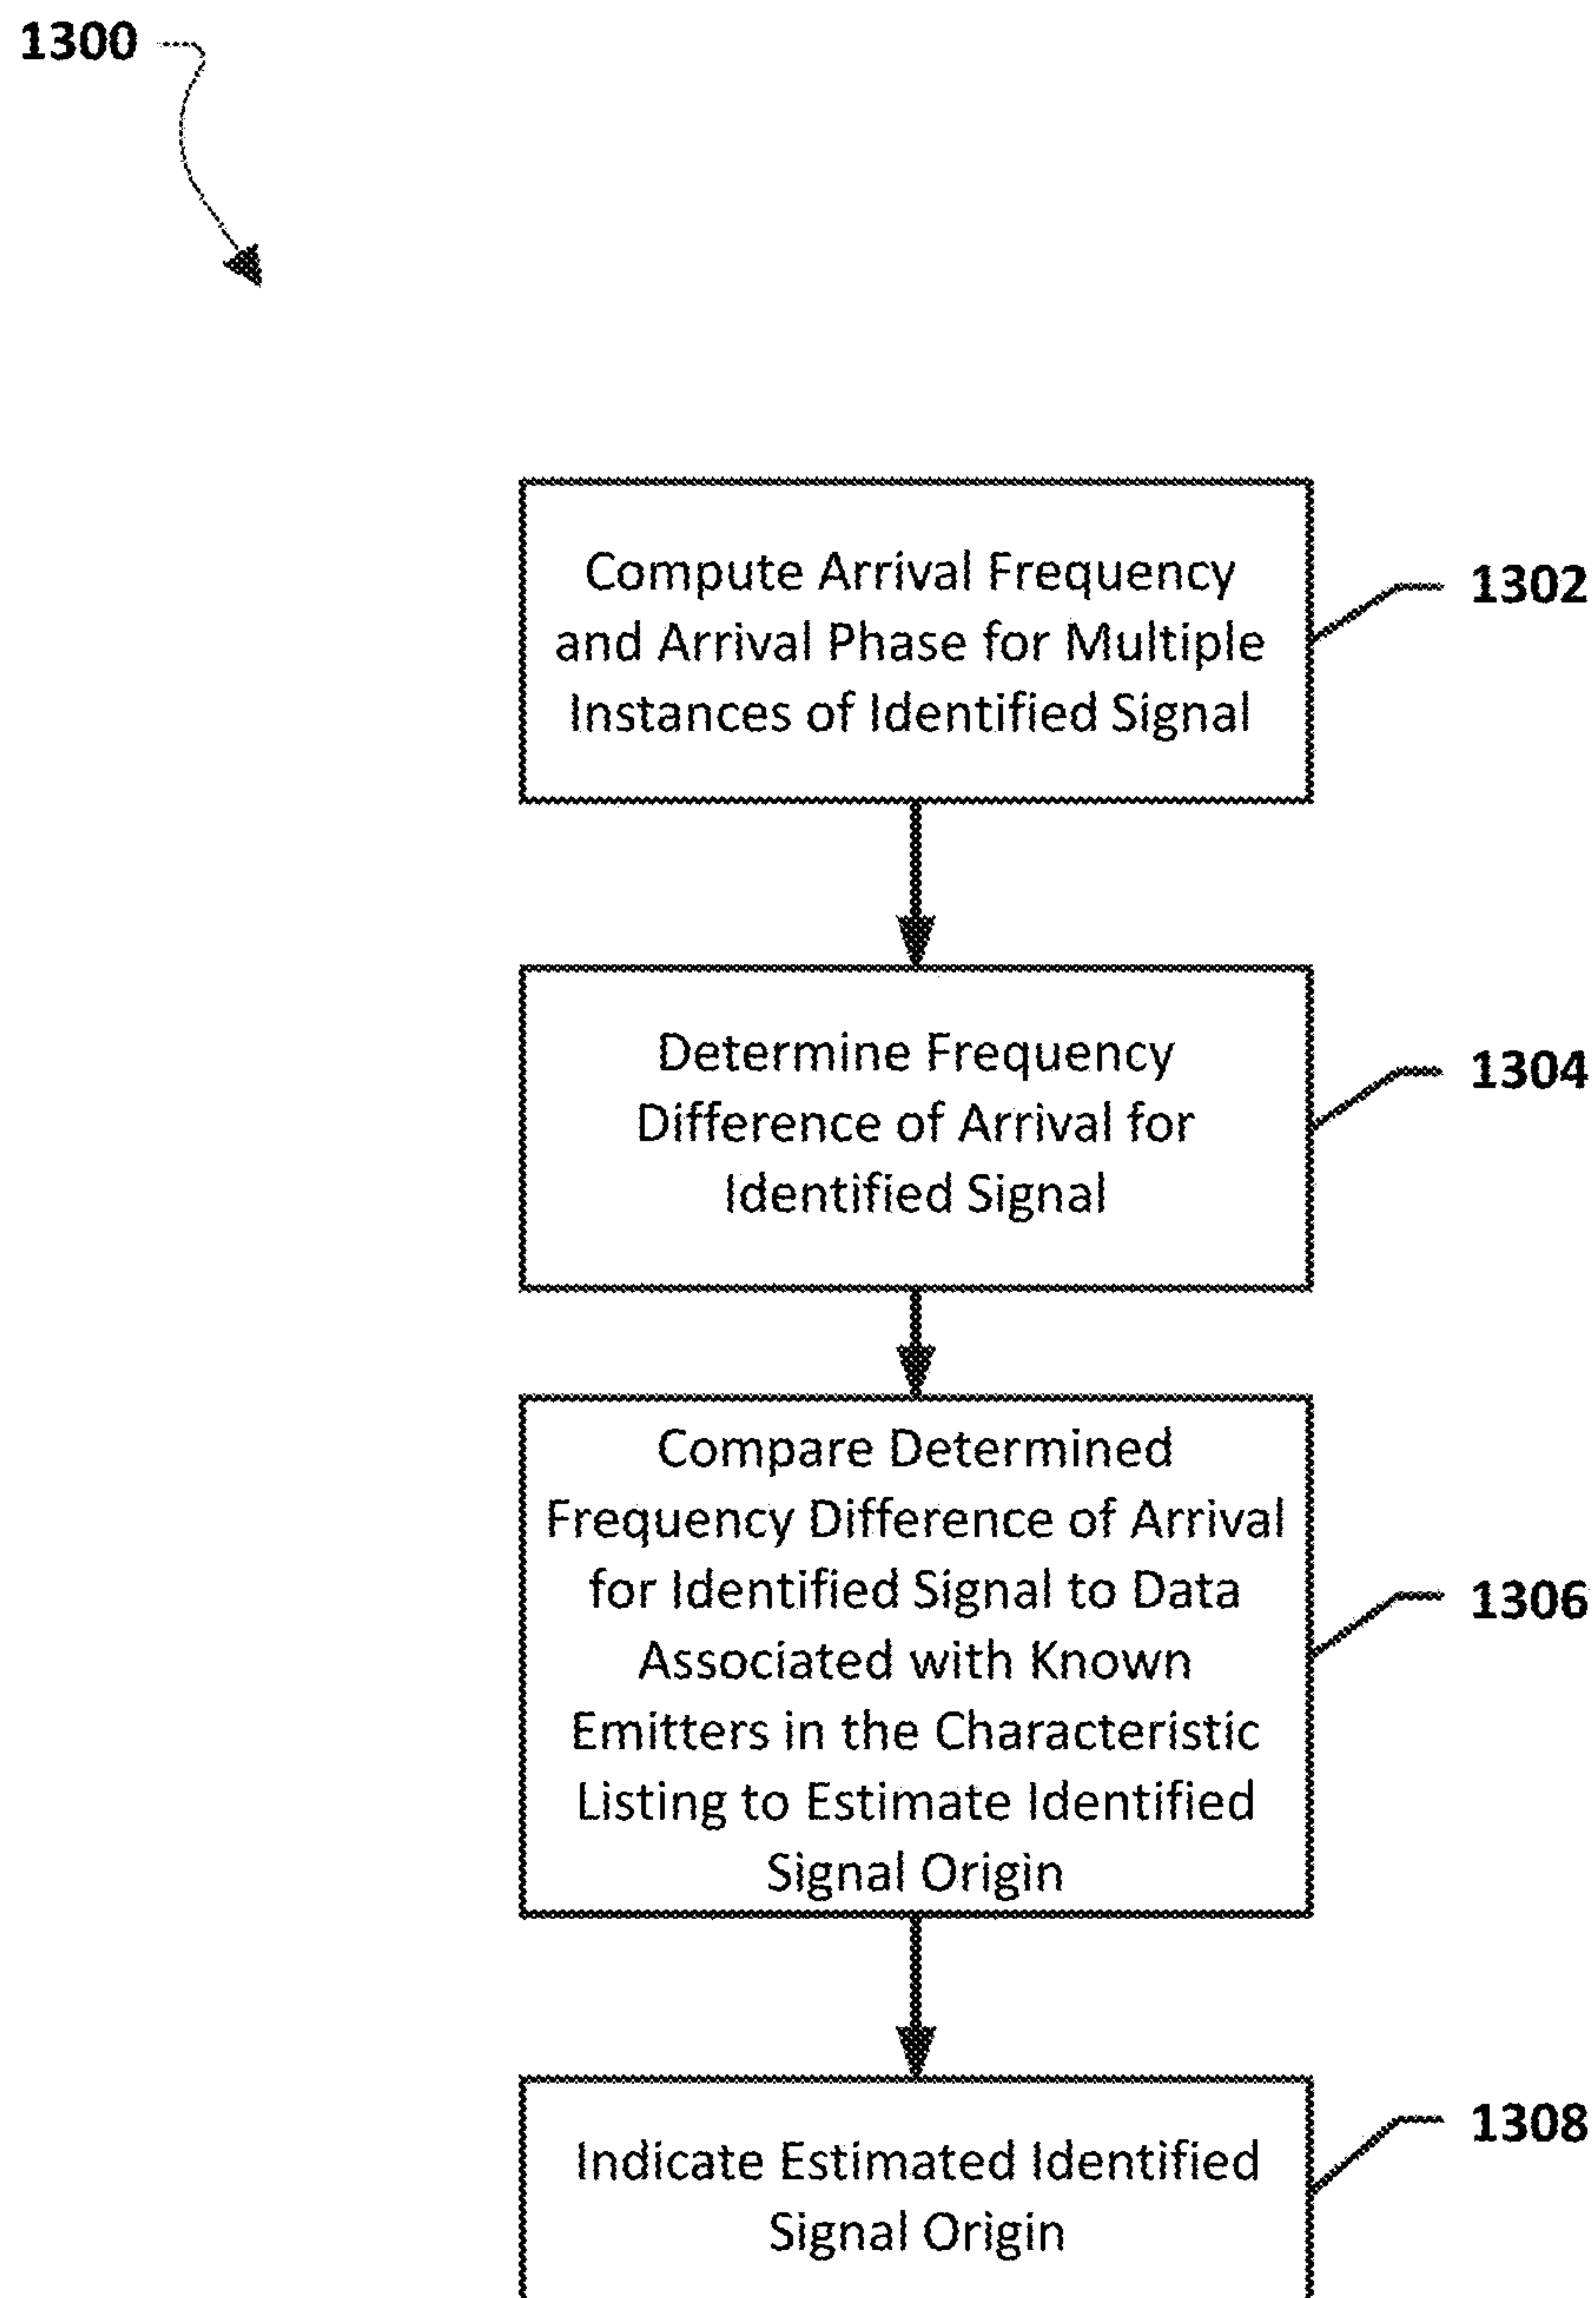 1300
Compute Arrival Frequency
and Arrival Phase for Multiple
Instances of Identified Signal
1302
Determine Frequency
Difference of Arrival for
Identified Signal
1304
Compare Determined
Frequency Difference of Arrival
for Identified Signal to Data
Associated with Known
Emitters in the Characteristic
Listing to Estimate Identified
Signal Origin
1306
Indicate Estimated Identified
Signal Origin
1308